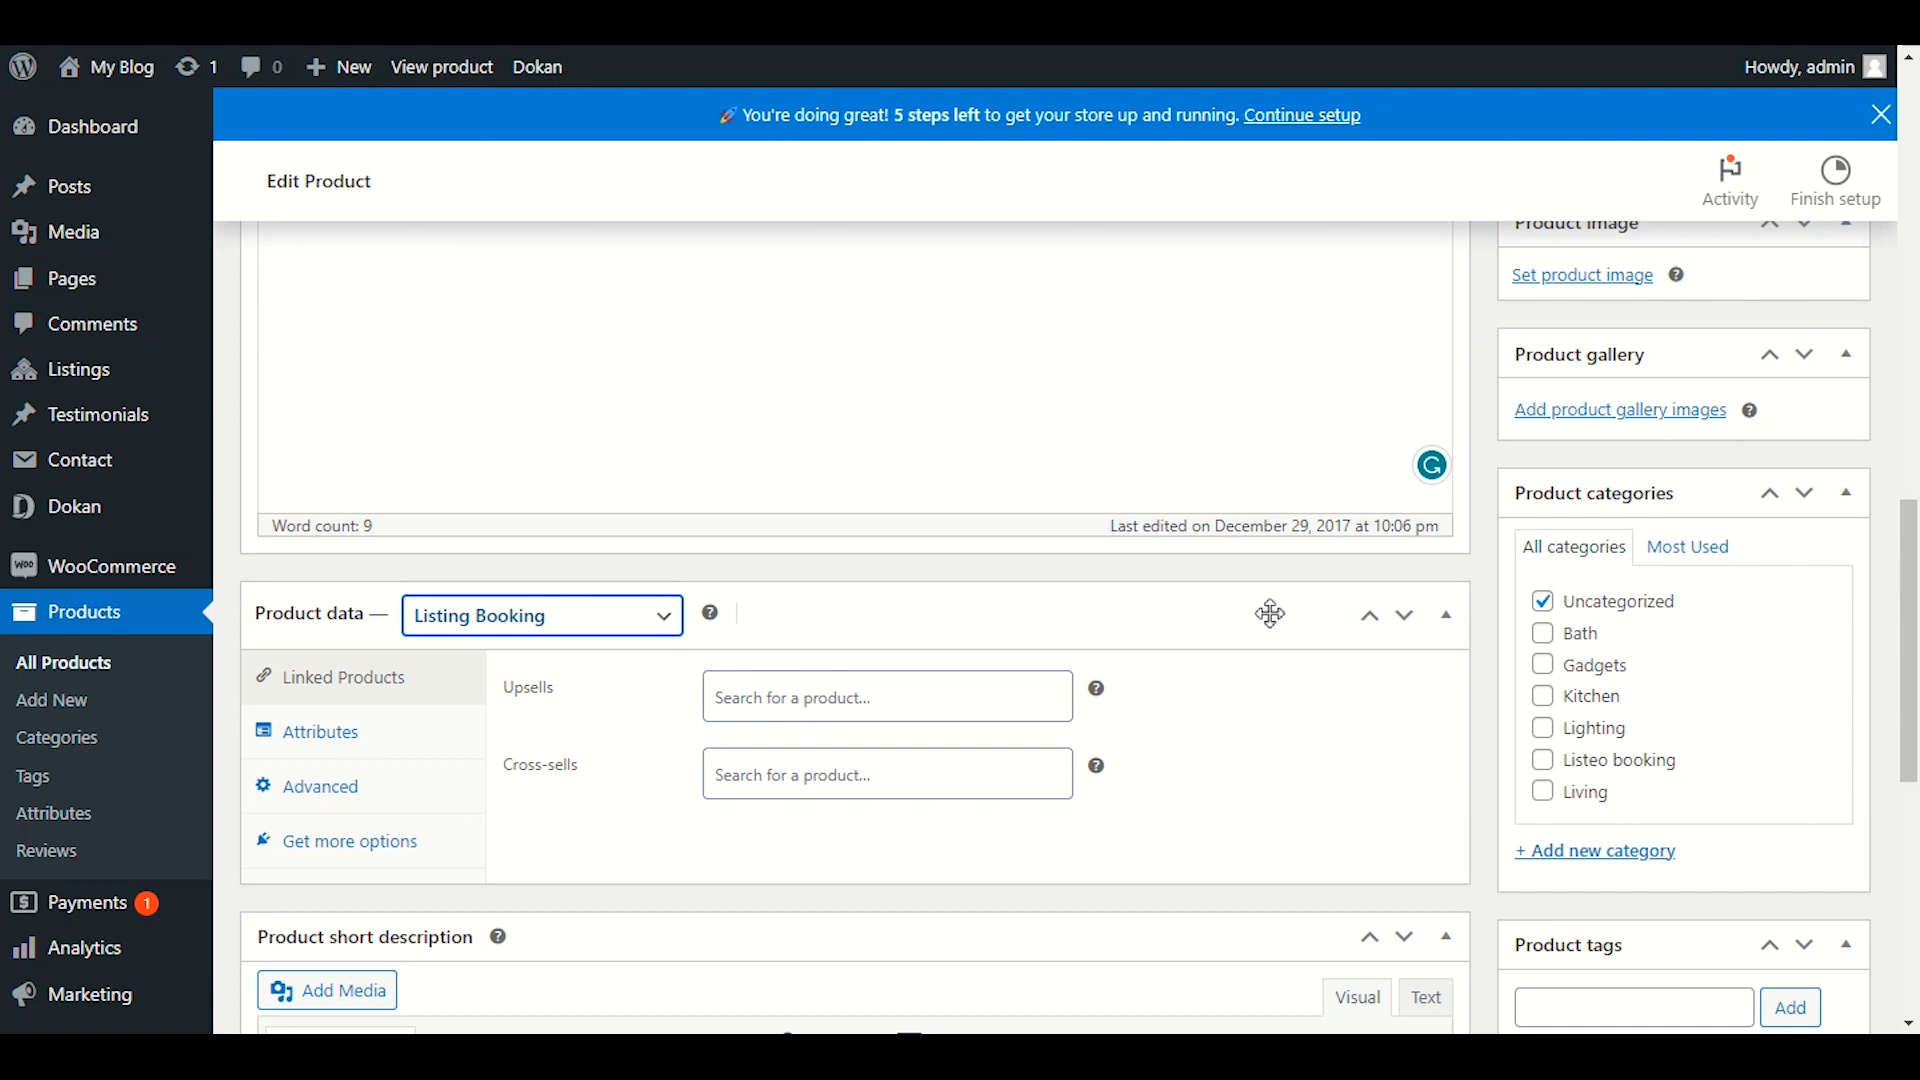 My Blog 1 0 New View product Dokan Howdy, admin
🚀 You're doing great! 5 steps left to get your store up and running. Continue setup
Edit Product
Activity
Finish setup
Dashboard
Posts
Media
Pages
Comments
Listings
Testimonials
Contact
Dokan
WooCommerce
Products
All Products
Add New
Categories
Tags
Attributes
Reviews
Payments 1
Analytics
Marketing
Word count: 9
Last edited on December 29, 2017 at 10:06 pm
Product data — Listing Booking
Linked Products
Attributes
Advanced
Get more options
Upsells
Search for a product...
Cross-sells
Search for a product...
Product short description
Add Media
Visual
Text
Product image
Set product image
Product gallery
Add product gallery images
Product categories
All categories
Most Used
Uncategorized
Bath
Gadgets
Kitchen
Lighting
Listeo booking
Living
+ Add new category
Product tags
Add